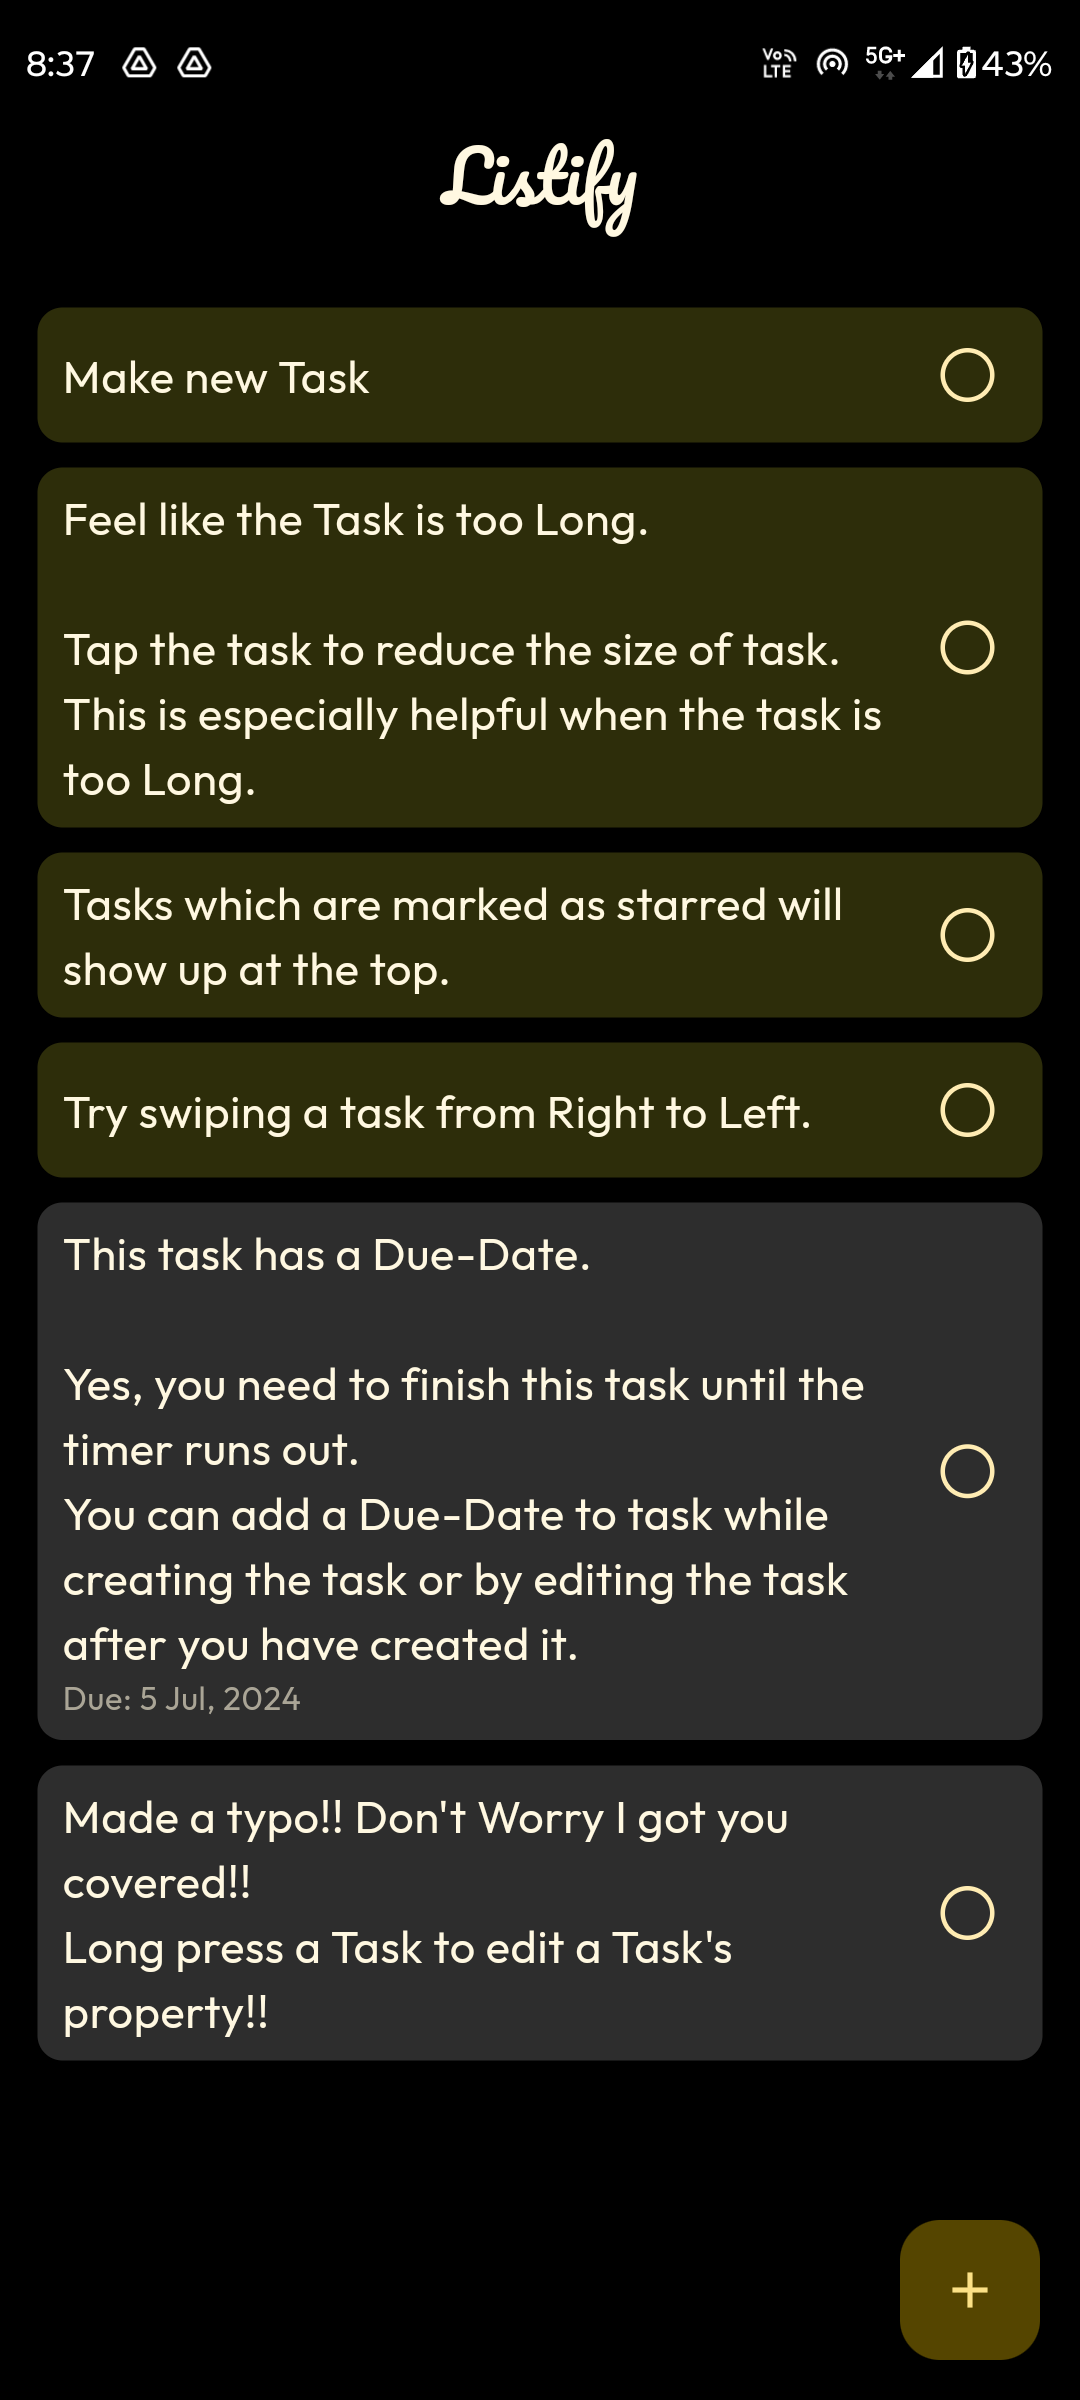 8:37
Vo LTE
5G+
43%
Listify
Make new Task
Feel like the Task is too Long.
Tap the task to reduce the size of task.
This is especially helpful when the task is
too Long.
Tasks which are marked as starred will
show up at the top.
Try swiping a task from Right to Left.
This task has a Due-Date.
Yes, you need to finish this task until the
timer runs out.
You can add a Due-Date to task while
creating the task or by editing the task
after you have created it.
Due: 5 Jul, 2024
Made a typo!! Don't Worry I got you
covered!!
Long press a Task to edit a Task's
property!!
+